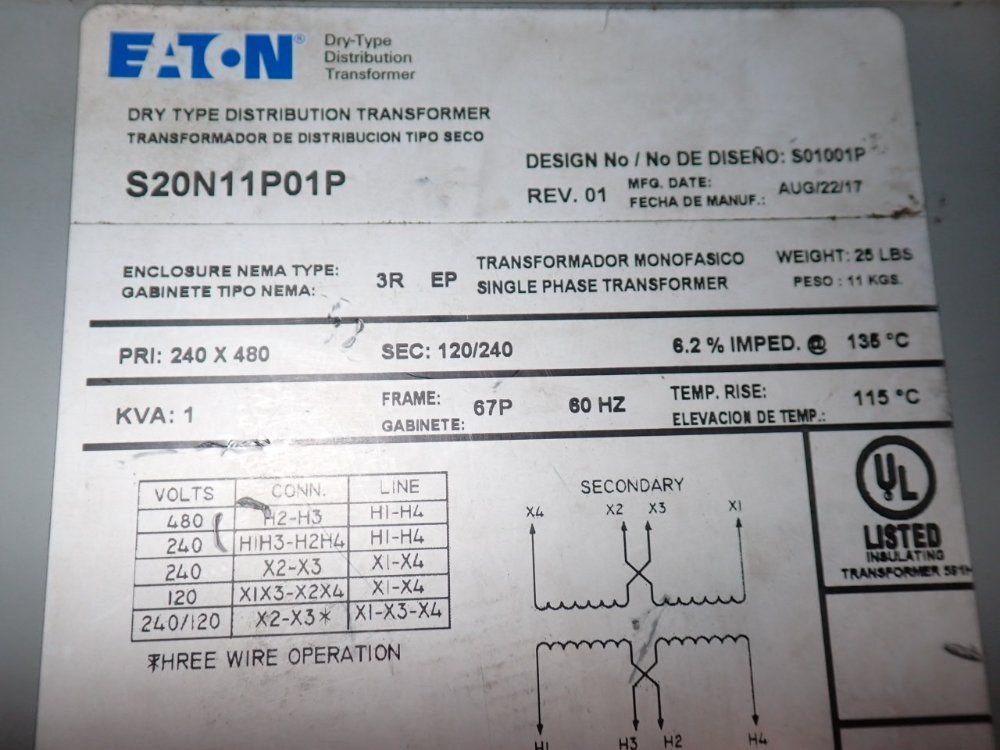 EATON®
Dry-Type
Distribution
Transformer
DRY TYPE DISTRIBUTION TRANSFORMER
TRANSFORMADOR DE DISTRIBUCION TIPO SECO
S20N11P01P
DESIGN No / No DE DISEÑO: S01001P
REV. 01 MFG. DATE: AUG/22/17
FECHA DE MANUF.:
ENCLOSURE NEMA TYPE: 3R EP
GABINETE TIPO NEMA:
TRANSFORMADOR MONOFASICO
SINGLE PHASE TRANSFORMER
WEIGHT: 25 LBS
PESO : 11 KGS.
PRI: 240 X 480 SEC: 120/240 6.2 % IMPED. @ 135 °C
KVA: 1 FRAME: 67P 60 HZ TEMP. RISE: 115 °C
GABINETE: ELEVACION DE TEMP.:
VOLTS CONN. LINE
480 H2-H3 H1-H4
240 H1H3-H2H4 H1-H4
240 X2-X3 X1-X4
120 X1X3-X2X4 X1-X4
240/120 X2-X3* X1-X3-X4
*THREE WIRE OPERATION
SECONDARY
X4 X2 X3 X1
H1 H3 H2 H4
UL
LISTED
INSULATING
TRANSFORMER